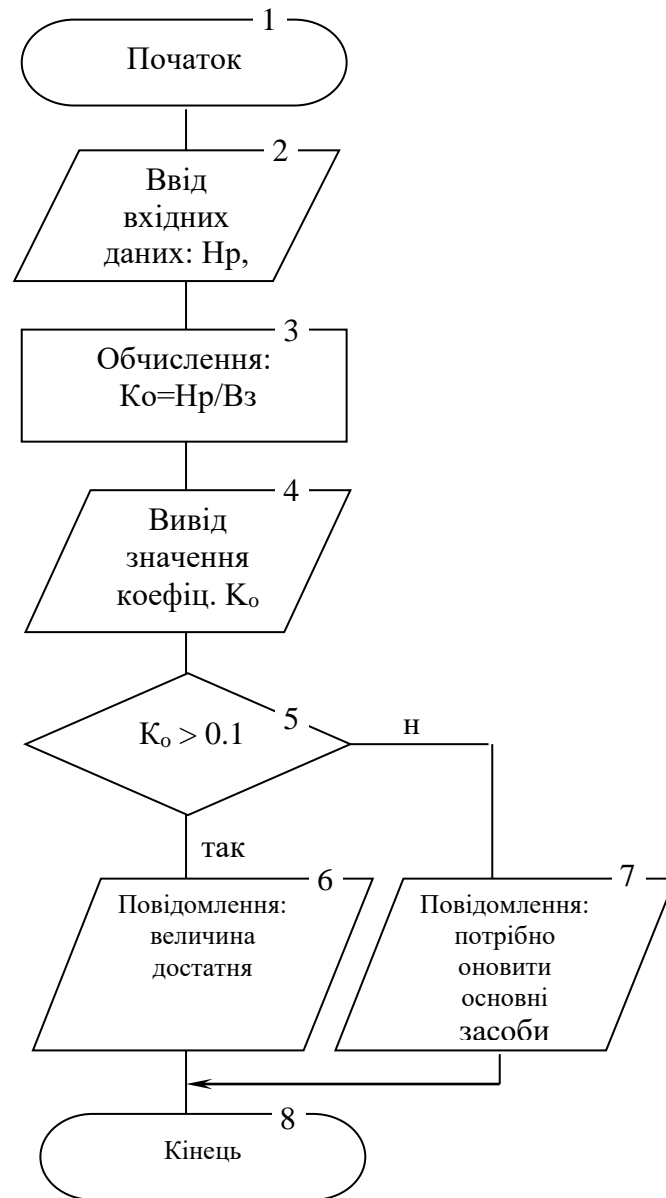 1
Початок
2
Ввід
вхідних
даних: Нр,
3
Обчислення:
Ко=Нр/Вз
4
Вивід
значення
коефіц. Ко
5
Ко > 0.1
н
так
6
Повідомлення:
величина
достатня
7
Повідомлення:
потрібно
оновити
основні
засоби
8
Кінець